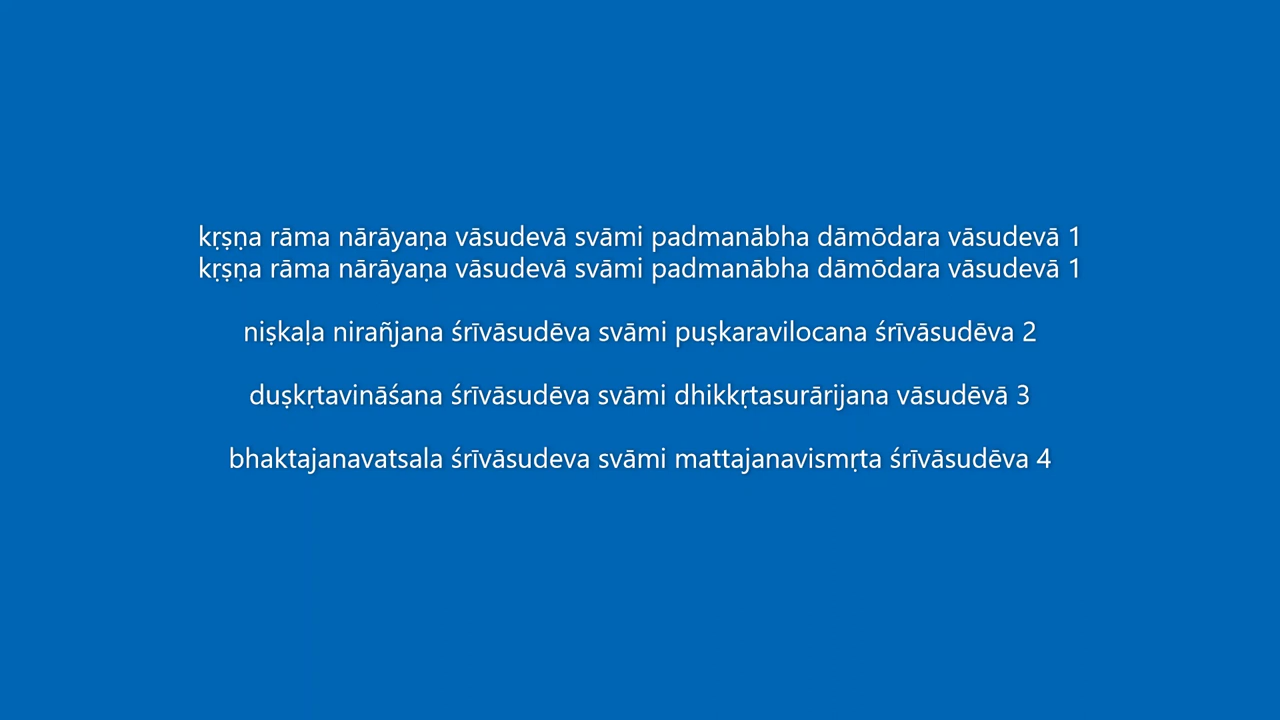 kṛṣṇa rāma nārāyaṇa vāsudevā svāmi padmanābha dāmōdara vāsudevā 1
kṛṣṇa rāma nārāyaṇa vāsudevā svāmi padmanābha dāmōdara vāsudevā 1
niṣkaḷa nirañjana śrīvāsudēva svāmi puṣkaravilocana śrīvāsudēva 2
duṣkṛtavināśana śrīvāsudēva svāmi dhikkṛtasurārijana vāsudēvā 3
bhaktajanavatsala śrīvāsudeva svāmi mattajanavismṛta śrīvāsudēva 4